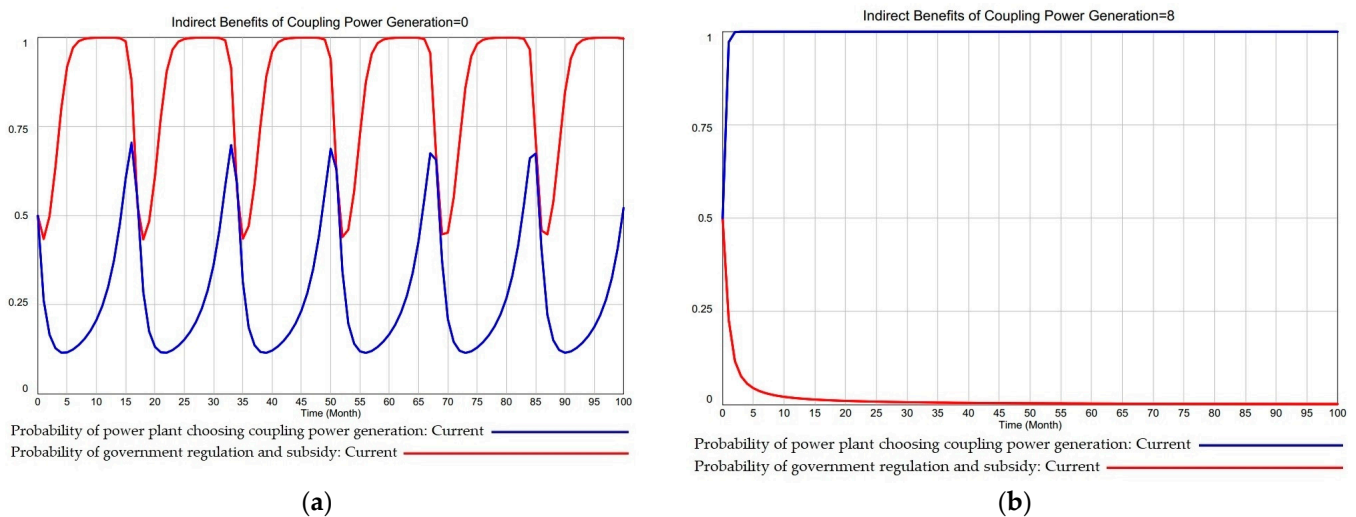 Indirect Benefits of Coupling Power Generation=0
1
0.75
0.5
0.25
0
0 5 10 15 20 25 30 35 40 45 50 55 60 65 70 75 80 85 90 95 100
Time (Month)
Probability of power plant choosing coupling power generation: Current
Probability of government regulation and subsidy: Current
(a)
Indirect Benefits of Coupling Power Generation=8
1
0.75
0.5
0.25
0
0 5 10 15 20 25 30 35 40 45 50 55 60 65 70 75 80 85 90 95 100
Time (Month)
Probability of power plant choosing coupling power generation: Current
Probability of government regulation and subsidy: Current
(b)